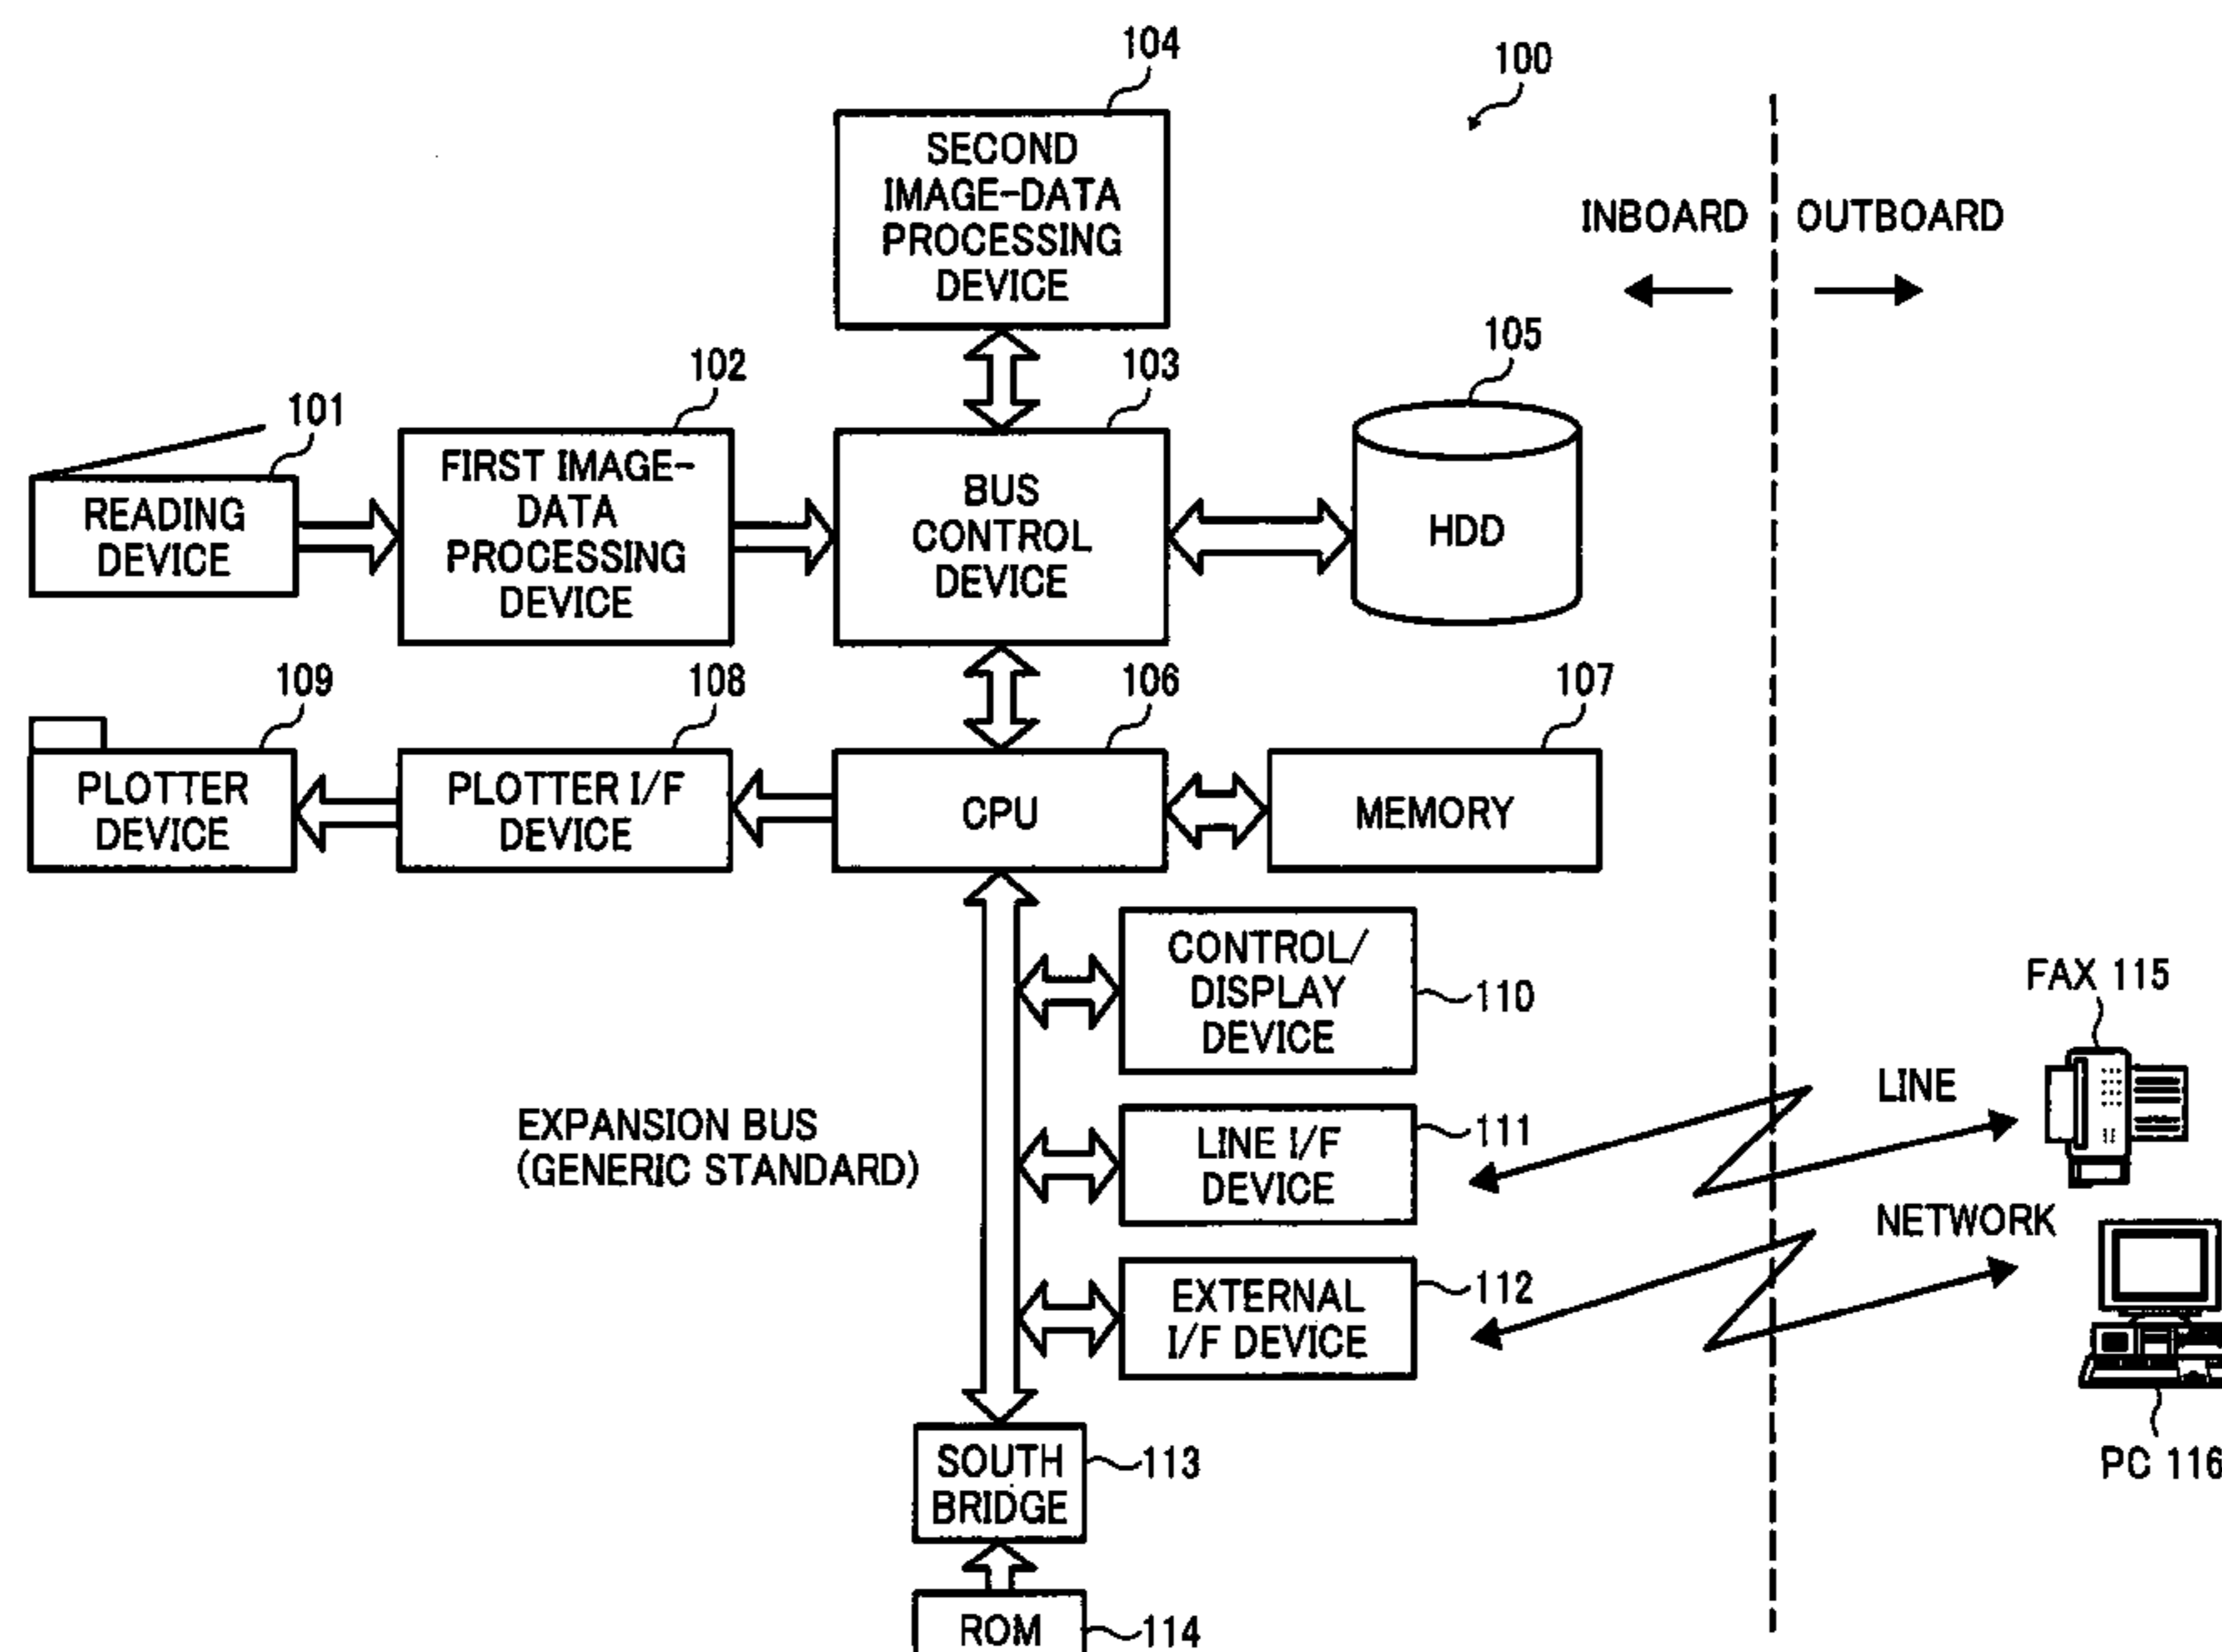 104
100
SECOND
IMAGE-DATA
PROCESSING
DEVICE
INBOARD
OUTBOARD
105
102
103
101
FIRST IMAGE-
DATA
PROCESSING
DEVICE
BUS
CONTROL
DEVICE
HDD
READING
DEVICE
109
108
106
107
PLOTTER
DEVICE
PLOTTER I/F
DEVICE
CPU
MEMORY
CONTROL/
DISPLAY
DEVICE
110
FAX 115
EXPANSION BUS
(GENERIC STANDARD)
LINE I/F
DEVICE
111
LINE
NETWORK
EXTERNAL
I/F DEVICE
112
SOUTH
BRIDGE
113
PC 116
ROM
114